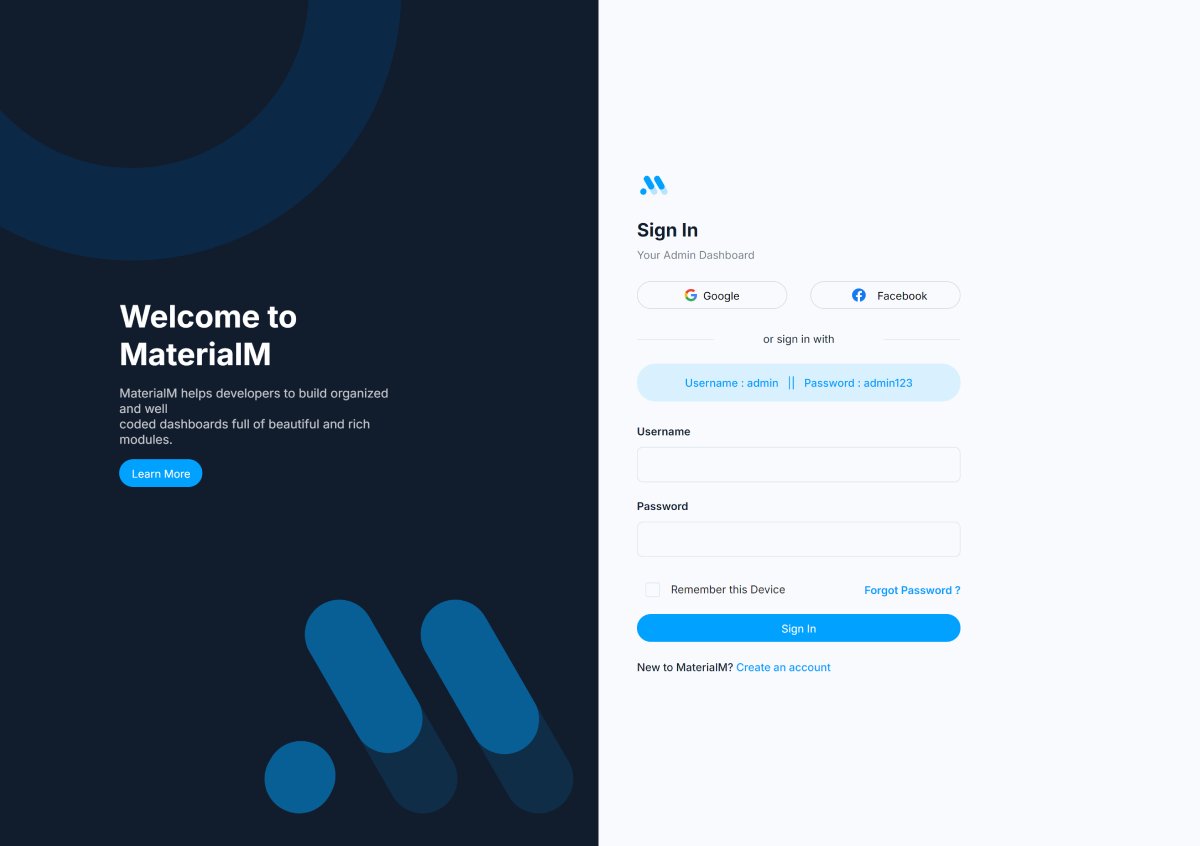 Welcome to
MaterialM
MaterialM helps developers to build organized
and well
coded dashboards full of beautiful and rich
modules.
Learn More
Sign In
Your Admin Dashboard
Google
Facebook
or sign in with
Username : admin || Password : admin123
Username
Password
Remember this Device
Forgot Password ?
Sign In
New to MaterialM? Create an account